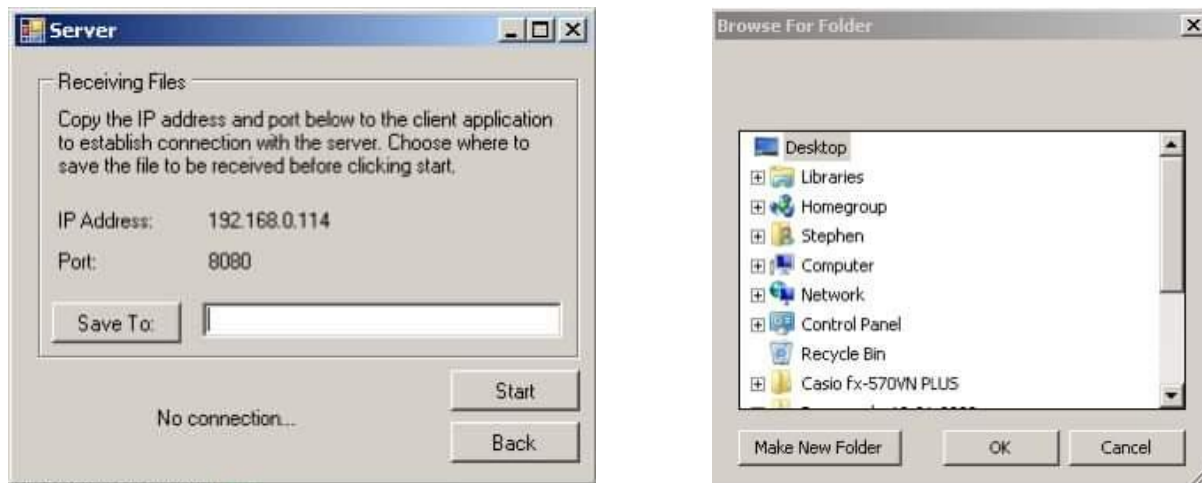 Server
Receiving Files
Copy the IP address and port below to the client application
to establish connection with the server. Choose where to
save the file to be received before clicking start.
IP Address: 192.168.0.114
Port: 8080
Save To:
No connection...
Start
Back
Browse For Folder
Desktop
Libraries
Homegroup
Stephen
Computer
Network
Control Panel
Recycle Bin
Casio fx-570VN PLUS
Make New Folder
OK
Cancel